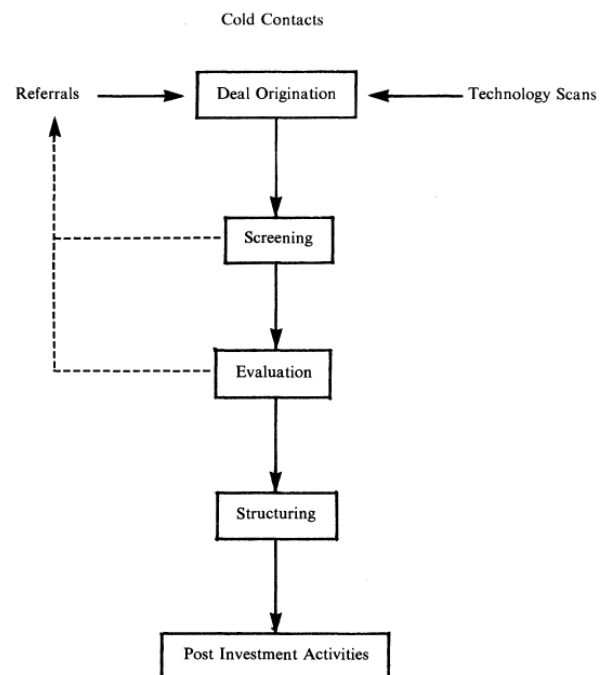 Cold Contacts
Referrals
Deal Origination
Technology Scans
Screening
Evaluation
Structuring
Post Investment Activities